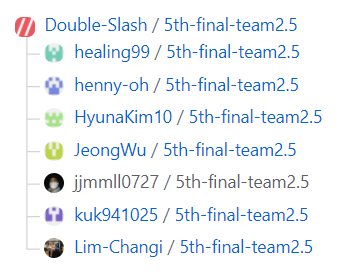 Double-Slash / 5th-final-team2.5
healing99 / 5th-final-team2.5
henny-oh / 5th-final-team2.5
HyunaKim10 / 5th-final-team2.5
JeongWu / 5th-final-team2.5
jjmmll0727 / 5th-final-team2.5
kuk941025 / 5th-final-team2.5
Lim-Changi / 5th-final-team2.5